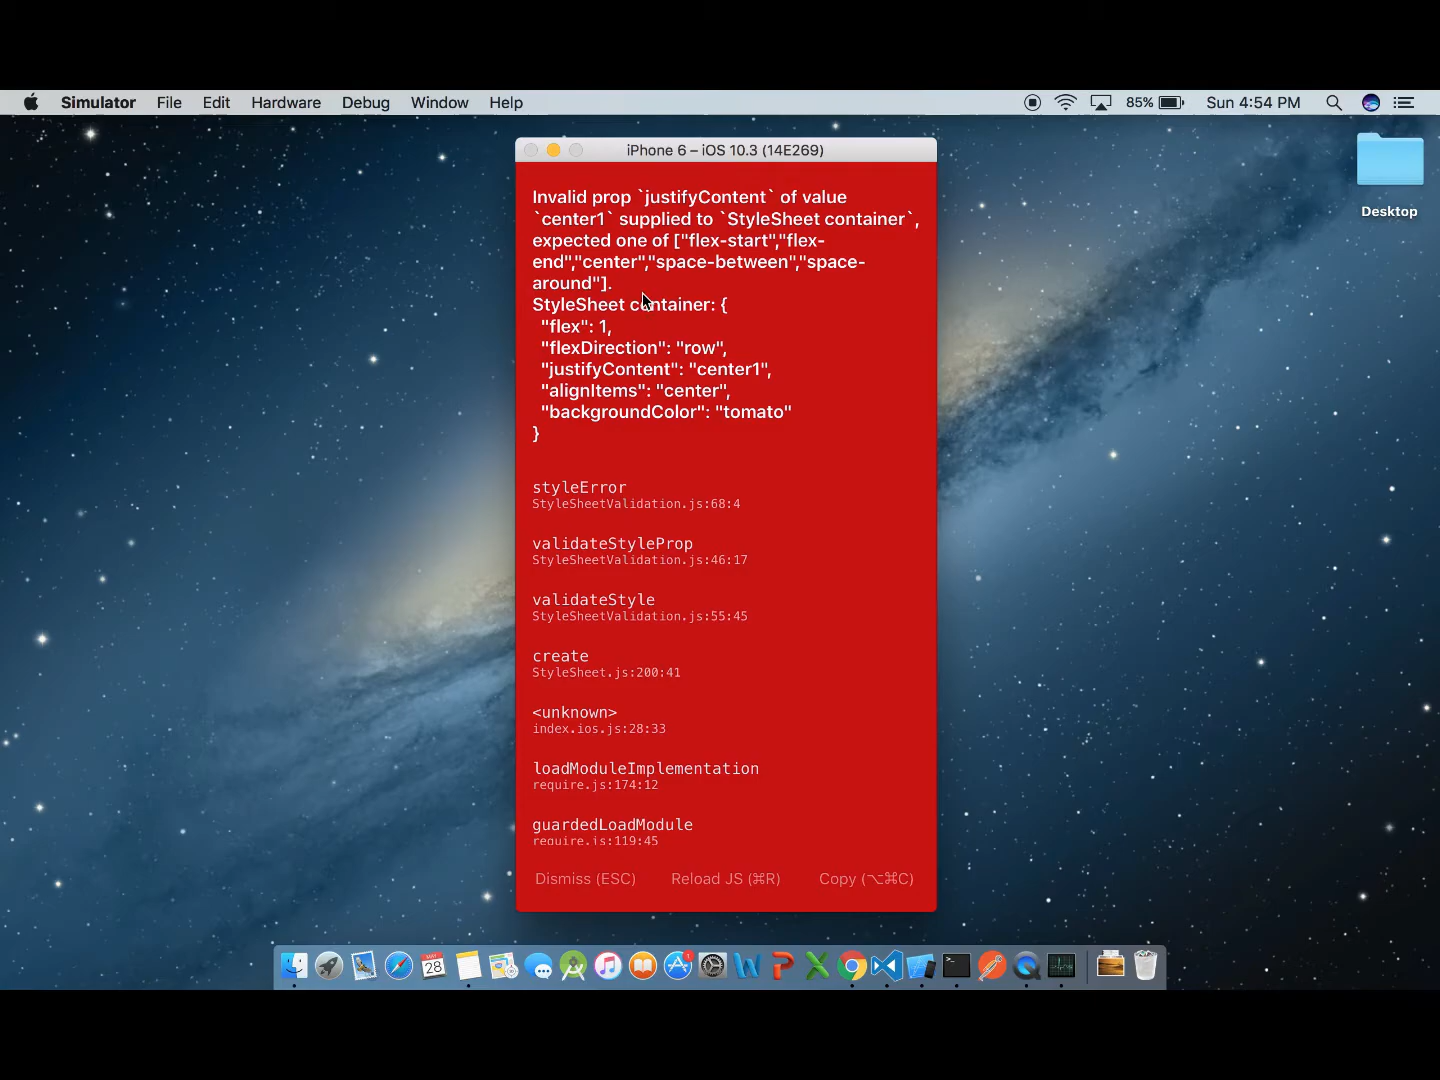 Simulator File Edit Hardware Debug Window Help 85% Sun 4:54 PM
iPhone 6 – iOS 10.3 (14E269)
Desktop
Invalid prop `justifyContent` of value
`center1` supplied to `StyleSheet container`,
expected one of ["flex-start","flex-
end","center","space-between","space-
around"].
StyleSheet container: {
"flex": 1,
"flexDirection": "row",
"justifyContent": "center1",
"alignItems": "center",
"backgroundColor": "tomato"
}
styleError
StyleSheetValidation.js:68:4
validateStyleProp
StyleSheetValidation.js:46:17
validateStyle
StyleSheetValidation.js:55:45
create
StyleSheet.js:200:41
<unknown>
index.ios.js:28:33
loadModuleImplementation
require.js:174:12
guardedLoadModule
require.js:119:45
Dismiss (ESC) Reload JS (⌘R) Copy (⌥⌘C)
28
1